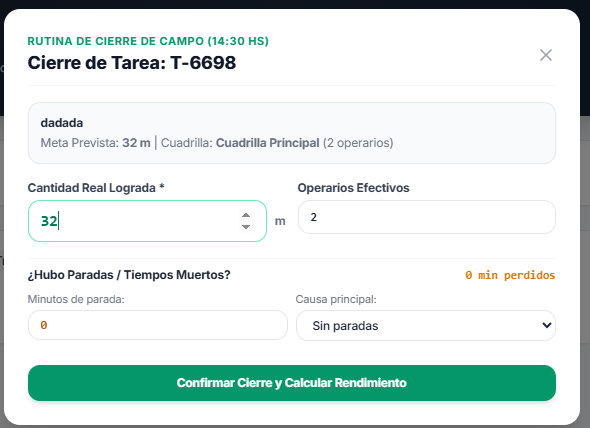 RUTINA DE CIERRE DE CAMPO (14:30 HS)
Cierre de Tarea: T-6698
dadada
Meta Prevista: 32 m | Cuadrilla: Cuadrilla Principal (2 operarios)
Cantidad Real Lograda *
Operarios Efectivos
32
m
2
¿Hubo Paradas / Tiempos Muertos?
0 min perdidos
Minutos de parada:
Causa principal:
0
Sin paradas
Confirmar Cierre y Calcular Rendimiento